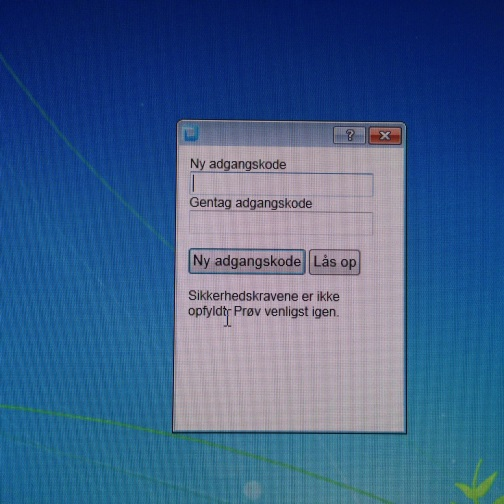 Ny adgangskode
Gentag adgangskode
Ny adgangskode Lås op
Sikkerhedskravene er ikke
opfyldt. Prøv venligst igen.